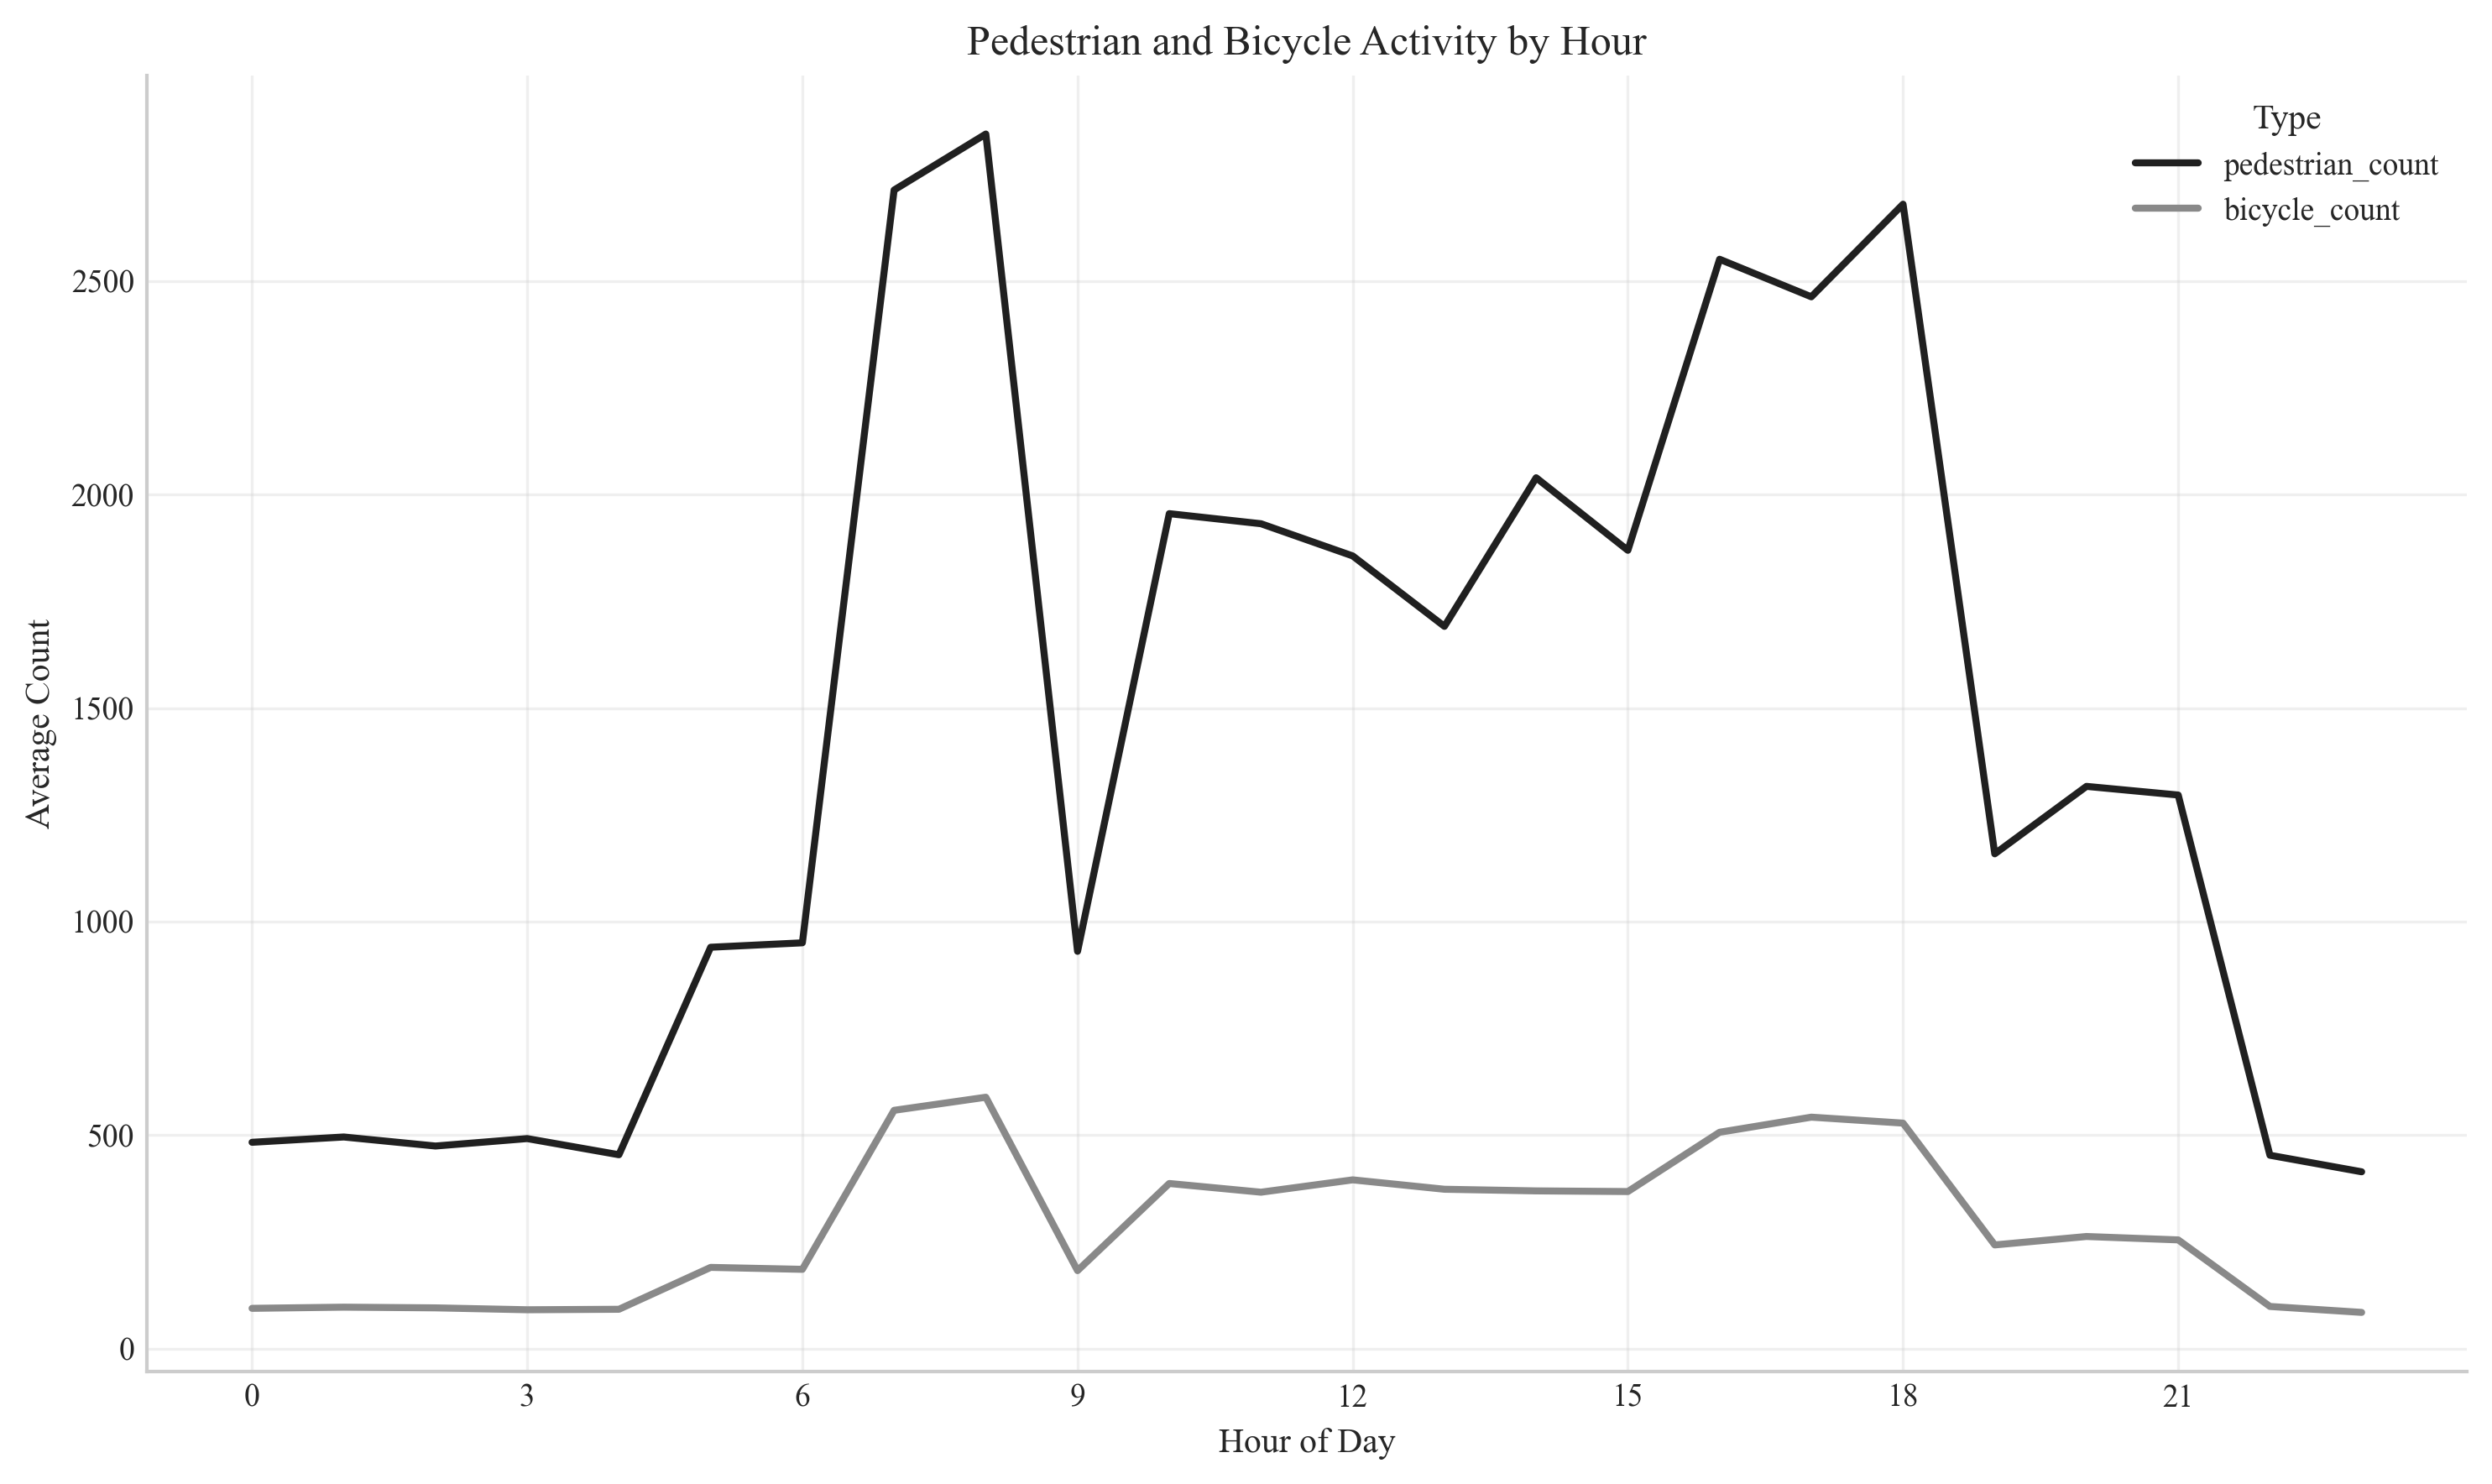 Pedestrian and Bicycle Activity by Hour
Type
pedestrian_count
bicycle_count
Average Count
2500
2000
1500
1000
500
0
0 3 6 9 12 15 18 21
Hour of Day